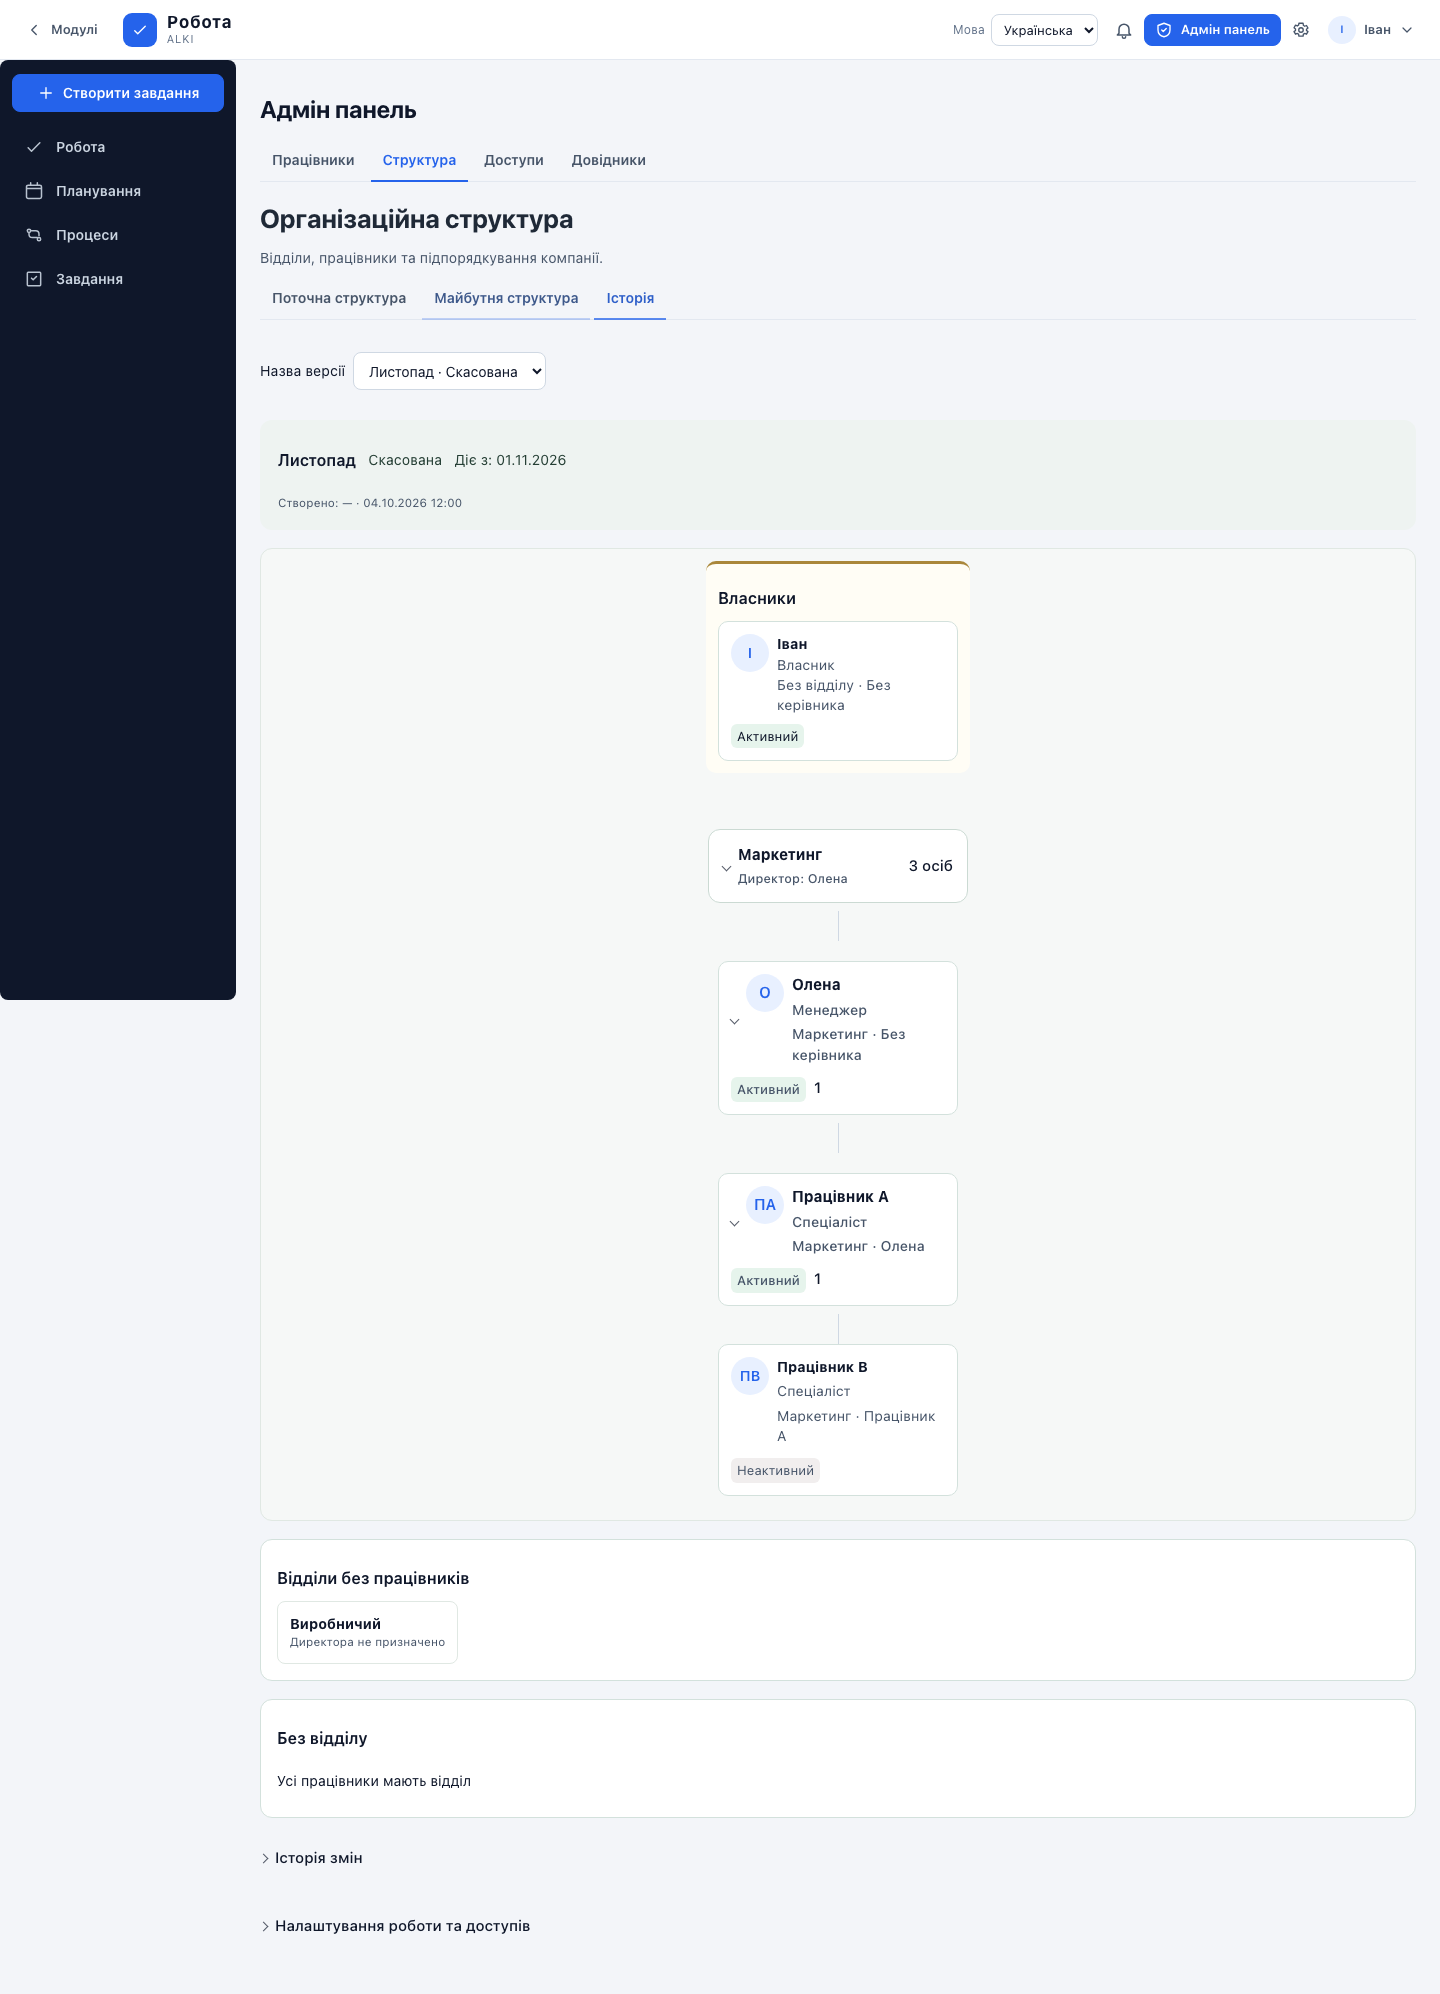 Модулі
Робота
ALKI
Мова
Українська
Адмін панель
І
Іван
Створити завдання
Робота
Планування
Процеси
Завдання
Адмін панель
Працівники
Структура
Доступи
Довідники
Організаційна структура
Відділи, працівники та підпорядкування компанії.
Поточна структура
Майбутня структура
Історія
Назва версії
Листопад · Скасована
Листопад Скасована Діє з: 01.11.2026
Створено: — · 04.10.2026 12:00
Власники
І
Іван
Власник
Без відділу · Без
керівника
Активний
Маркетинг
Директор: Олена
3 осіб
О
Олена
Менеджер
Маркетинг · Без
керівника
Активний 1
ПА
Працівник А
Спеціаліст
Маркетинг · Олена
Активний 1
ПВ
Працівник В
Спеціаліст
Маркетинг · Працівник
А
Неактивний
Відділи без працівників
Виробничий
Директора не призначено
Без відділу
Усі працівники мають відділ
Історія змін
Налаштування роботи та доступів